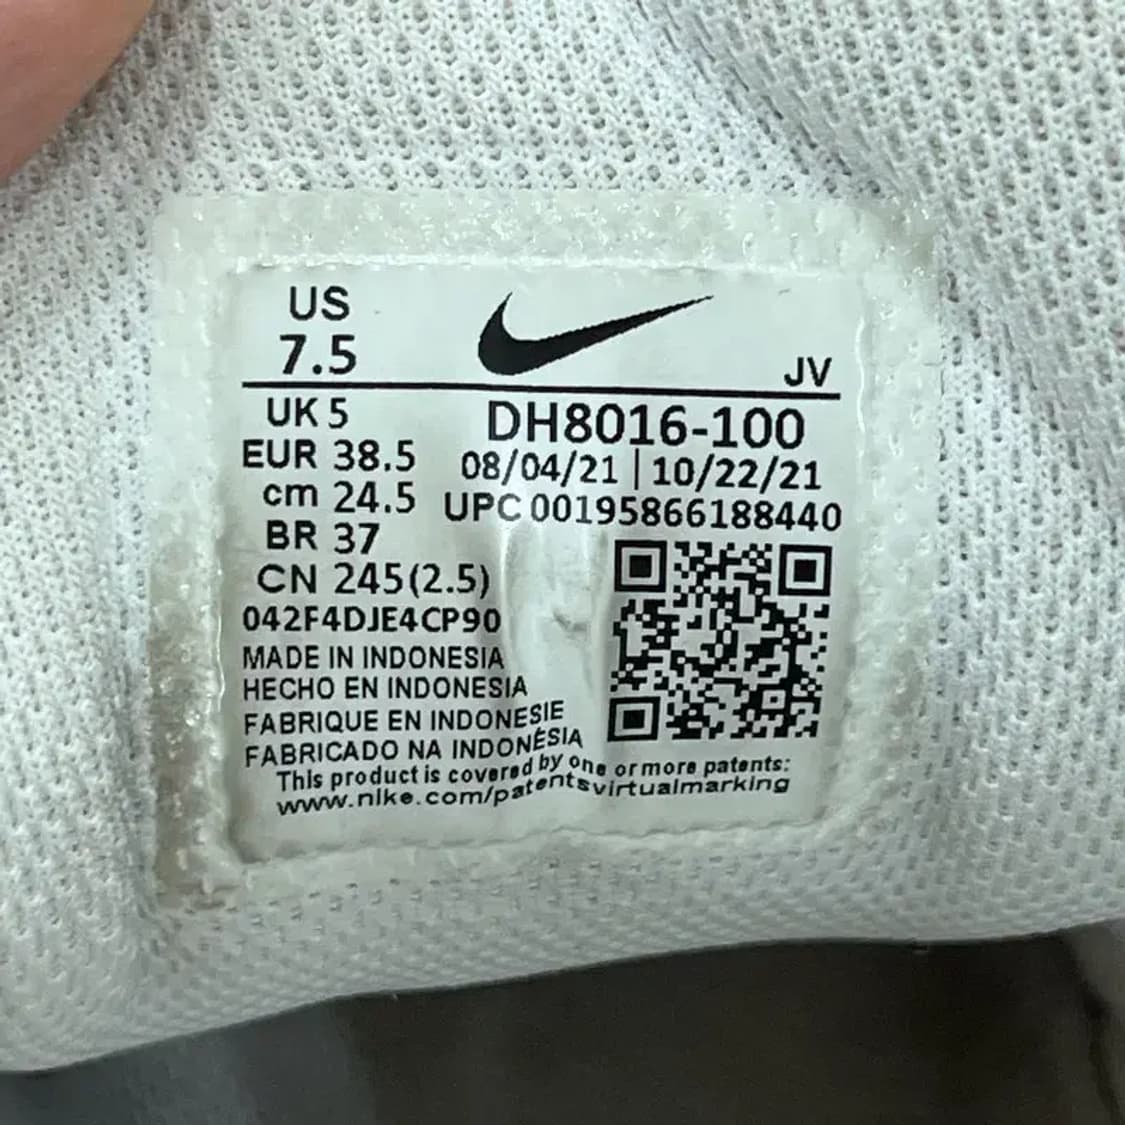 US
7.5
JV
UK 5
EUR 38.5
cm 24.5
BR 37
CN 245(2.5)
DH8016-100
08/04/21 | 10/22/21
UPC 00195866188440
042F4DJE4CP90
MADE IN INDONESIA
HECHO EN INDONESIA
FABRIQUE EN INDONESIE
FABRICADO NA INDONÉSIA
This product is covered by one or more patents:
www.nike.com/patentsvirtualmarking